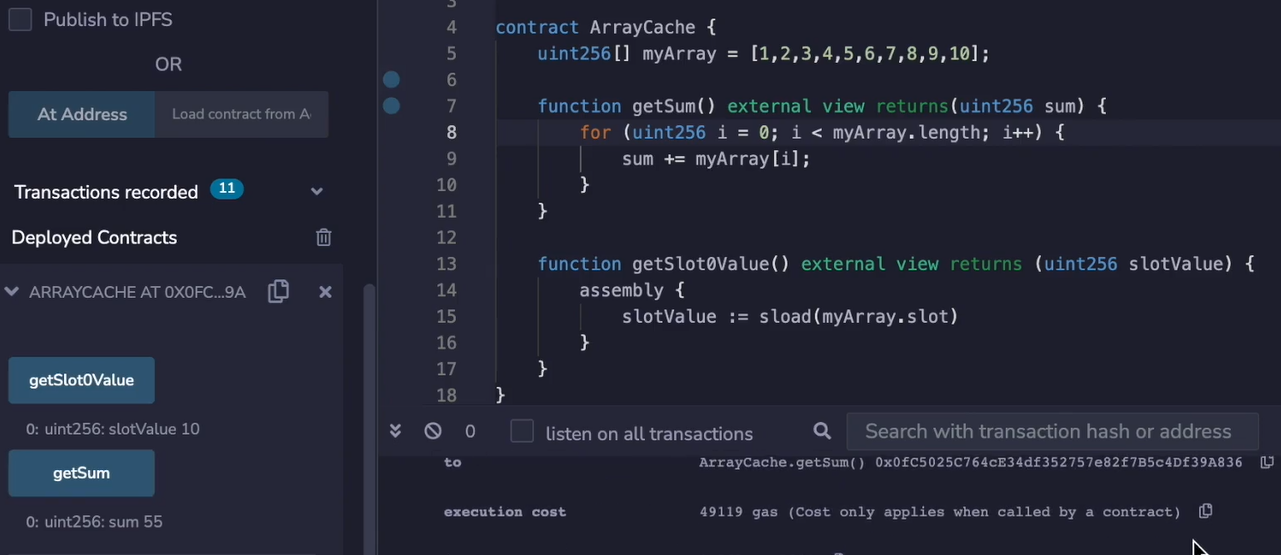 Publish to IPFS
OR
At Address
Load contract from A
Transactions recorded 11
Deployed Contracts
ARRAYCACHE AT 0X0FC...9A
getSlot0Value
0: uint256: slotValue 10
getSum
0: uint256: sum 55
3
4 contract ArrayCache {
5 uint256[] myArray = [1,2,3,4,5,6,7,8,9,10];
6
7 function getSum() external view returns(uint256 sum) {
8 for (uint256 i = 0; i < myArray.length; i++) {
9 sum += myArray[i];
10 }
11 }
12
13 function getSlot0Value() external view returns (uint256 slotValue) {
14 assembly {
15 slotValue := sload(myArray.slot)
16 }
17 }
18 }
0 listen on all transactions Search with transaction hash or address
to ArrayCache.getSum() 0x0fC5025C764cE34df352757e82f7B5c4Df39A836
execution cost 49119 gas (Cost only applies when called by a contract)